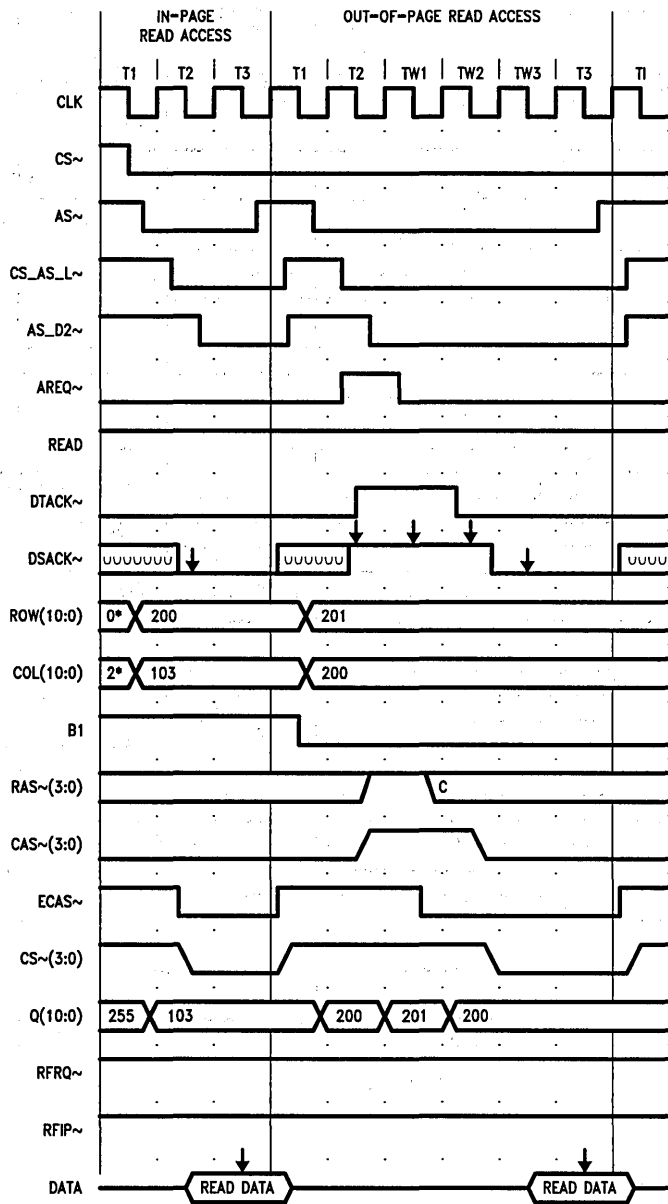 IN-PAGE READ ACCESS
OUT-OF-PAGE READ ACCESS
T1 T2 T3 T1 T2 TW1 TW2 TW3 T3 TI
CLK
CS~
AS~
CS_AS_L~
AS_D2~
AREQ~
READ
DTACK~
DSACK~ UUUUUUU UUUUUU UUUU
ROW(10:0) 0* 200 201
COL(10:0) 2* 103 200
B1
RAS~(3:0) C
CAS~(3:0)
ECAS~
CS~(3:0)
Q(10:0) 255 103 200 201 200
RFRQ~
RFIP~
DATA READ DATA READ DATA